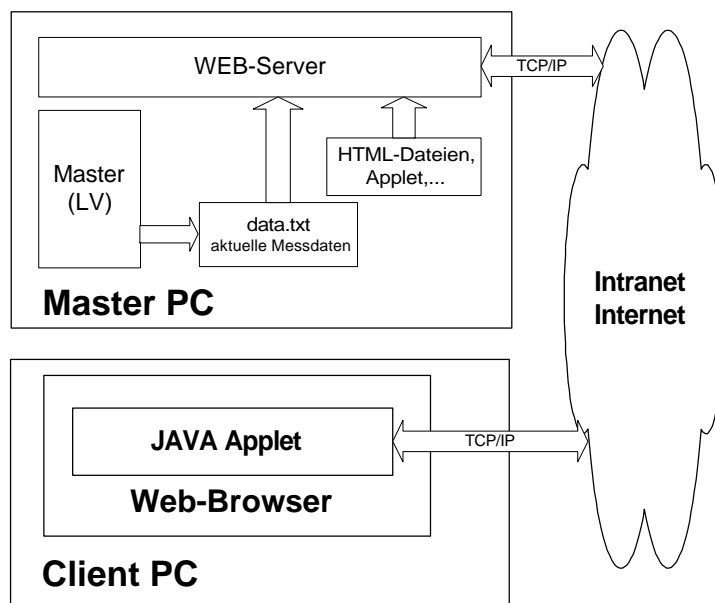 WEB-Server
TCP/IP
HTML-Dateien,
Applet,...
Master
(LV)
data.txt
aktuelle Messdaten
Master PC
Intranet
Internet
JAVA Applet
TCP/IP
Web-Browser
Client PC